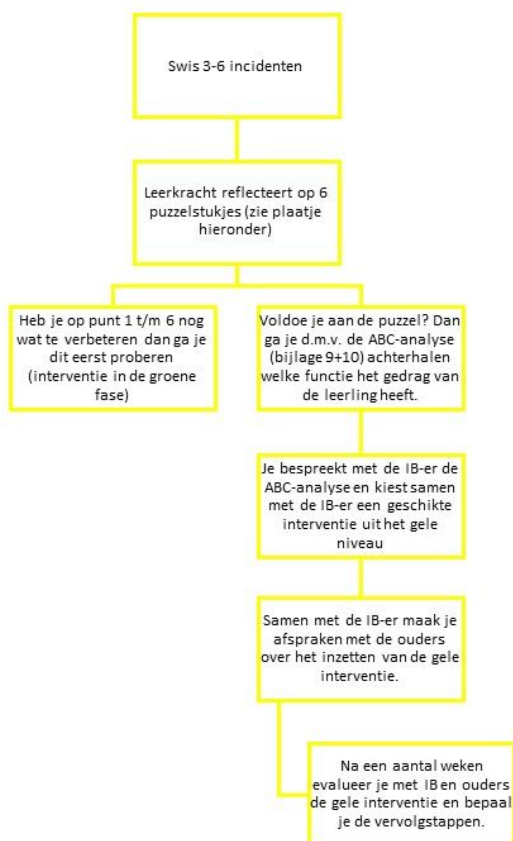 Swis 3-6 incidenten
Leerkracht reflecteert op 6
puzzelstukjes (zie plaatje
hieronder)
Heb je op punt 1 t/m 6 nog
wat te verbeteren dan ga je
dit eerst proberen
(interventie in de groene
fase)
Voldoe je aan de puzzel? Dan
ga je d.m.v. de ABC-analyse
(bijlage 9+10) achterhalen
welke functie het gedrag van
de leerling heeft.
Je bespreekt met de IB-er de
ABC-analyse en kiest samen
met de IB-er een geschikte
interventie uit het gele
niveau
Samen met de IB-er maak je
afspraken met de ouders
over het inzetten van de gele
interventie.
Na een aantal weken
evalueer je met IB en ouders
de gele interventie en bepaal
je de vervolgstappen.